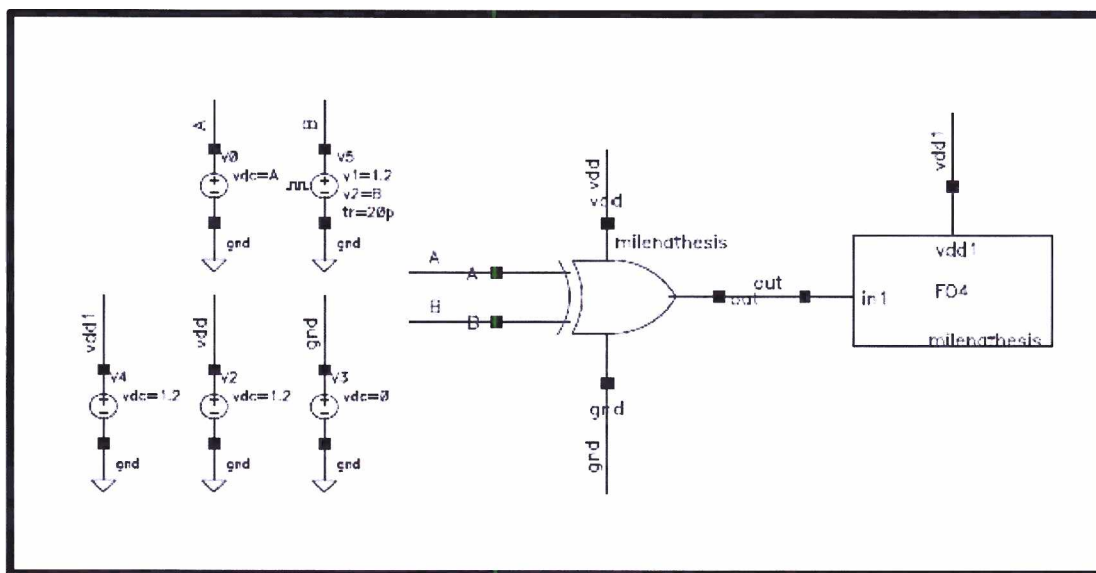 A
v0
vdc=A
gnd
B
v5
v1=1.2
v2=B
tr=20p
gnd
vdd1
v4
vdc=1.2
gnd
vdd
v2
vdc=1.2
gnd
gnd
v3
vdc=0
gnd
vdd
vdd
milenathesis
A
A
B
B
out
out
gnd
gnd
vdd1
vdd1
in1
FO4
milenathesis